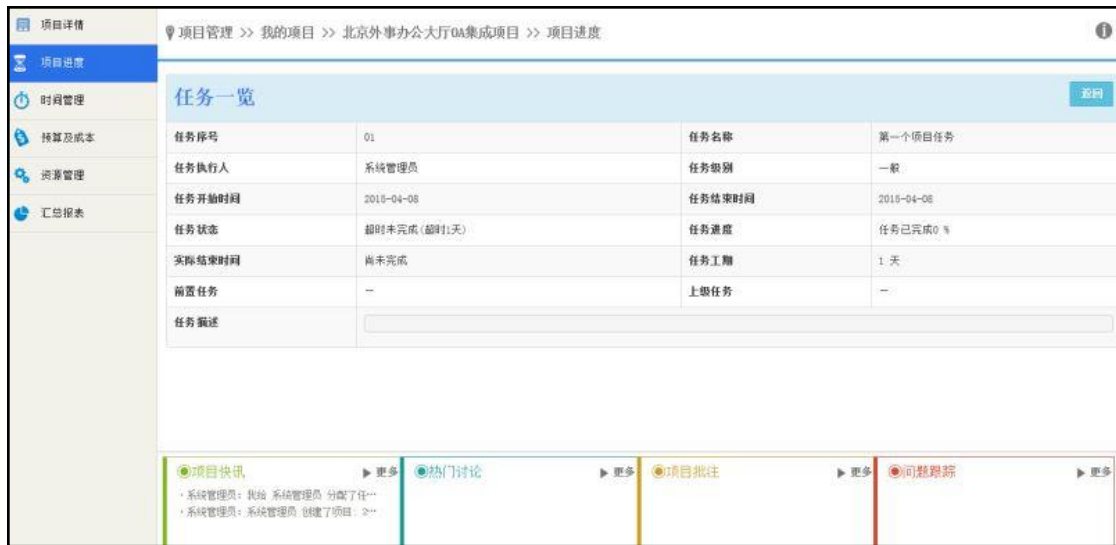 项目详情
项目进度
时间管理
预算及成本
资源管理
汇总报表
项目管理 >> 我的项目 >> 北京外事办公大厅OA集成项目 >> 项目进度
任务一览
返回
任务序号 01 任务名称 第一个项目任务
任务执行人 系统管理员 任务级别 一般
任务开始时间 2015-04-08 任务结束时间 2015-04-08
任务状态 超时未完成(超时1天) 任务进度 任务已完成0 %
实际结束时间 尚未完成 任务工期 1 天
前置任务 -- 上级任务 --
任务描述
项目快讯 更多 热门讨论 更多 项目批注 更多 问题跟踪 更多
· 系统管理员: 我给 系统管理员 分配了任…
· 系统管理员: 系统管理员 创建了项目: 2…